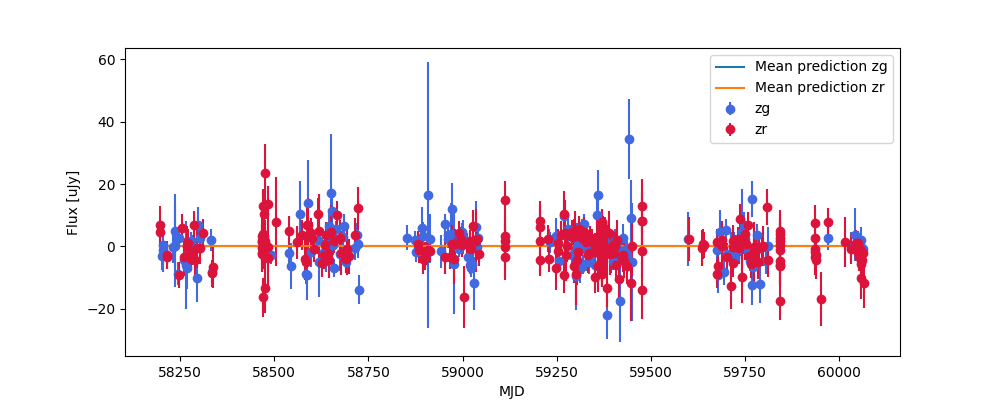 60
40
20
0
−20
Flux [uJy]
58250 58500 58750 59000 59250 59500 59750 60000
MJD
Mean prediction zg
Mean prediction zr
zg
zr